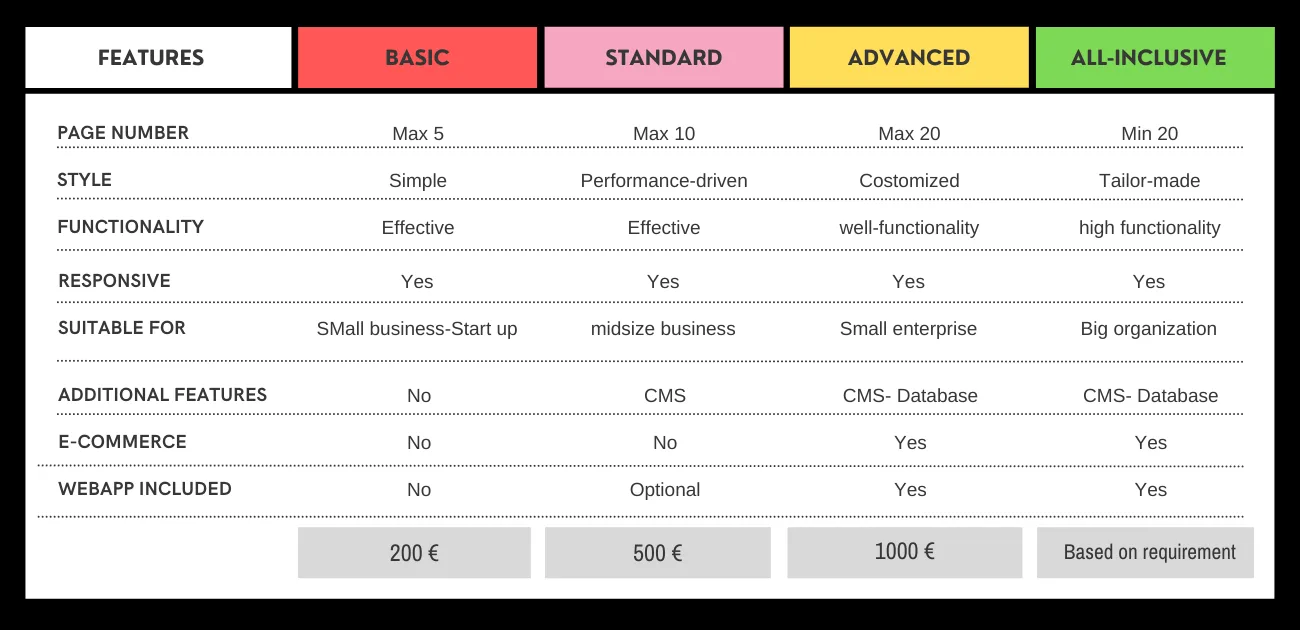 FEATURES BASIC STANDARD ADVANCED ALL-INCLUSIVE
PAGE NUMBER Max 5 Max 10 Max 20 Min 20
STYLE Simple Performance-driven Costomized Tailor-made
FUNCTIONALITY Effective Effective well-functionality high functionality
RESPONSIVE Yes Yes Yes Yes
SUITABLE FOR SMall business-Start up midsize business Small enterprise Big organization
ADDITIONAL FEATURES No CMS CMS- Database CMS- Database
E-COMMERCE No No Yes Yes
WEBAPP INCLUDED No Optional Yes Yes
200 € 500 € 1000 € Based on requirement